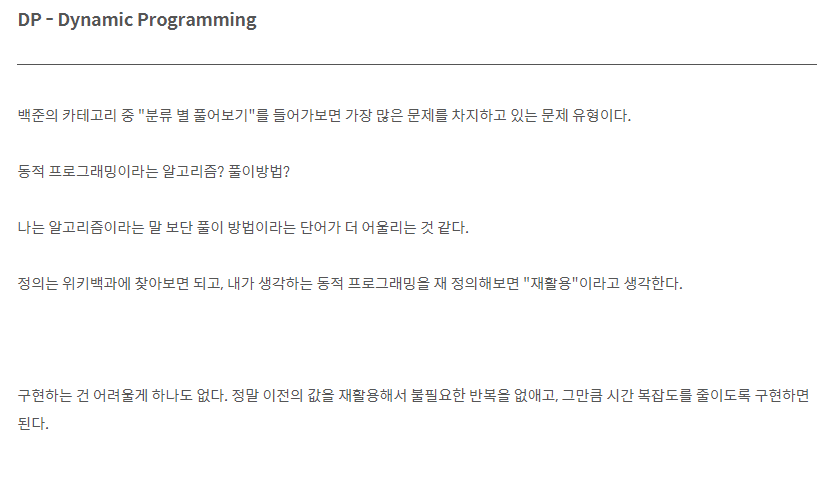 DP - Dynamic Programming
백준의 카테고리 중 "분류 별 풀어보기"를 들어가보면 가장 많은 문제를 차지하고 있는 문제 유형이다.
동적 프로그래밍이라는 알고리즘? 풀이방법?
나는 알고리즘이라는 말 보단 풀이 방법이라는 단어가 더 어울리는 것 같다.
정의는 위키백과에 찾아보면 되고, 내가 생각하는 동적 프로그래밍을 재 정의해보면 "재활용"이라고 생각한다.
구현하는 건 어려울게 하나도 없다. 정말 이전의 값을 재활용해서 불필요한 반복을 없애고, 그만큼 시간 복잡도를 줄이도록 구현하면
된다.